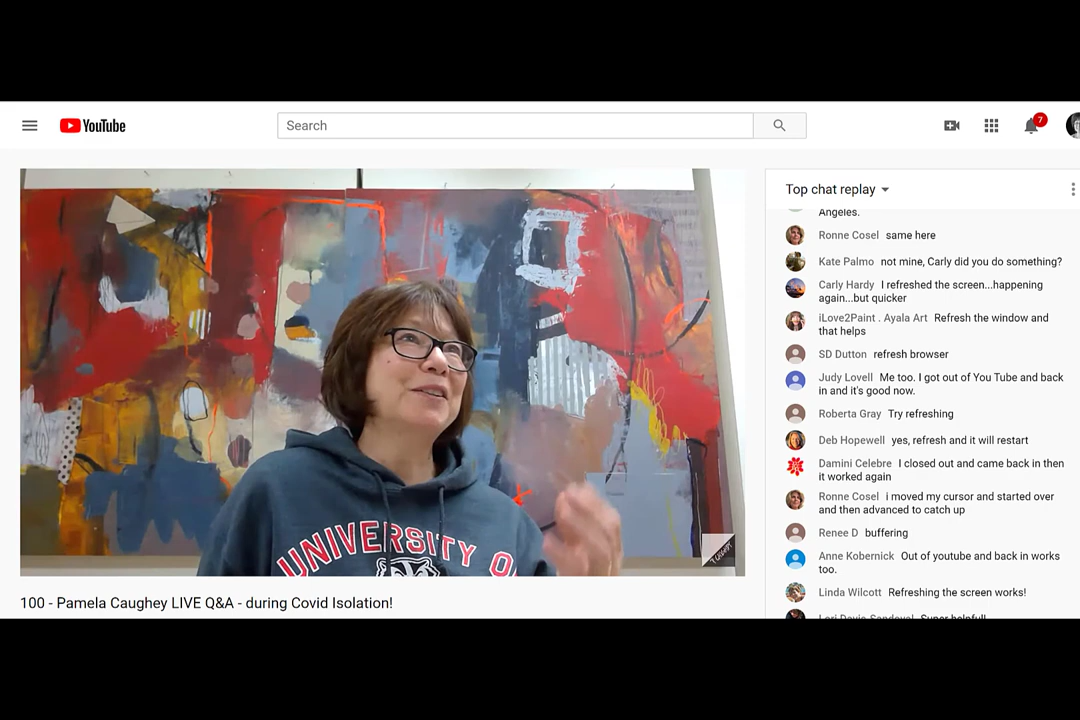 YouTube
Search
7
Top chat replay
Angeles.
Ronne Cosel same here
Kate Palmo not mine, Carly did you do something?
Carly Hardy I refreshed the screen...happening
again...but quicker
iLove2Paint . Ayala Art Refresh the window and
that helps
SD Dutton refresh browser
Judy Lovell Me too. I got out of You Tube and back
in and it's good now.
Roberta Gray Try refreshing
Deb Hopewell yes, refresh and it will restart
Damini Celebre I closed out and came back in then
it worked again
Ronne Cosel i moved my cursor and started over
and then advanced to catch up
Renee D buffering
Anne Kobernick Out of youtube and back in works
too.
Linda Wilcott Refreshing the screen works!
Super helpful!
UNIVERSITY O
100 - Pamela Caughey LIVE Q&A - during Covid Isolation!